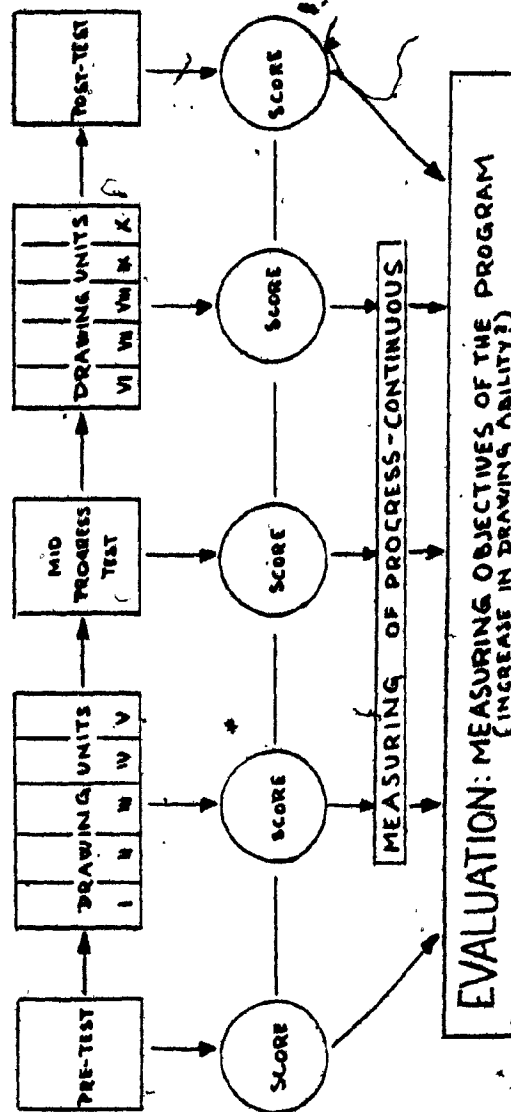 PRE-TEST
DRAWING UNITS
I II III IV V
MID
PROGRESS
TEST
DRAWING UNITS
VI VII VIII IX X
POST-TEST
SCORE
SCORE
SCORE
SCORE
SCORE
MEASURING OF PROGRESS-CONTINUOUS
EVALUATION: MEASURING OBJECTIVES OF THE PROGRAM
(INCREASE IN DRAWING ABILITY?)